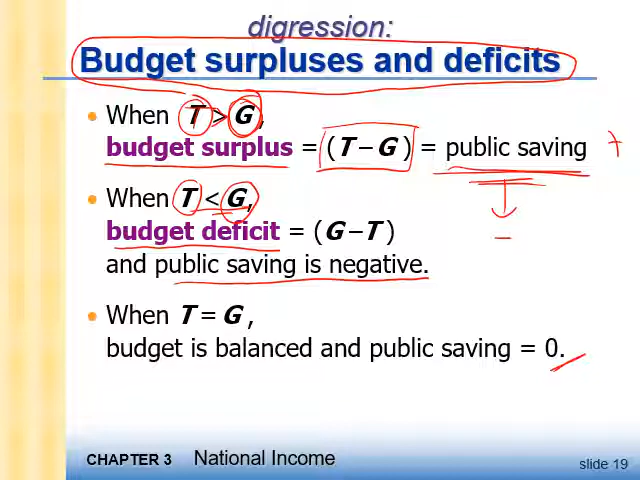 digression:
Budget surpluses and deficits
• When T > G,
budget surplus = (T − G) = public saving +
• When T < G,
budget deficit = (G − T) −
and public saving is negative.
• When T = G ,
budget is balanced and public saving = 0.
CHAPTER 3 National Income
slide 19